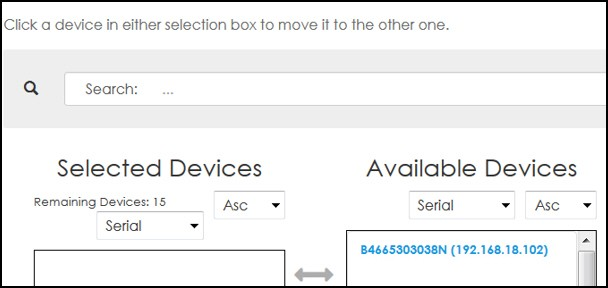 Click a device in either selection box to move it to the other one.
Search: ...
Selected Devices
Remaining Devices: 15
Asc
Serial
Available Devices
Serial
Asc
B4665303038N (192.168.18.102)